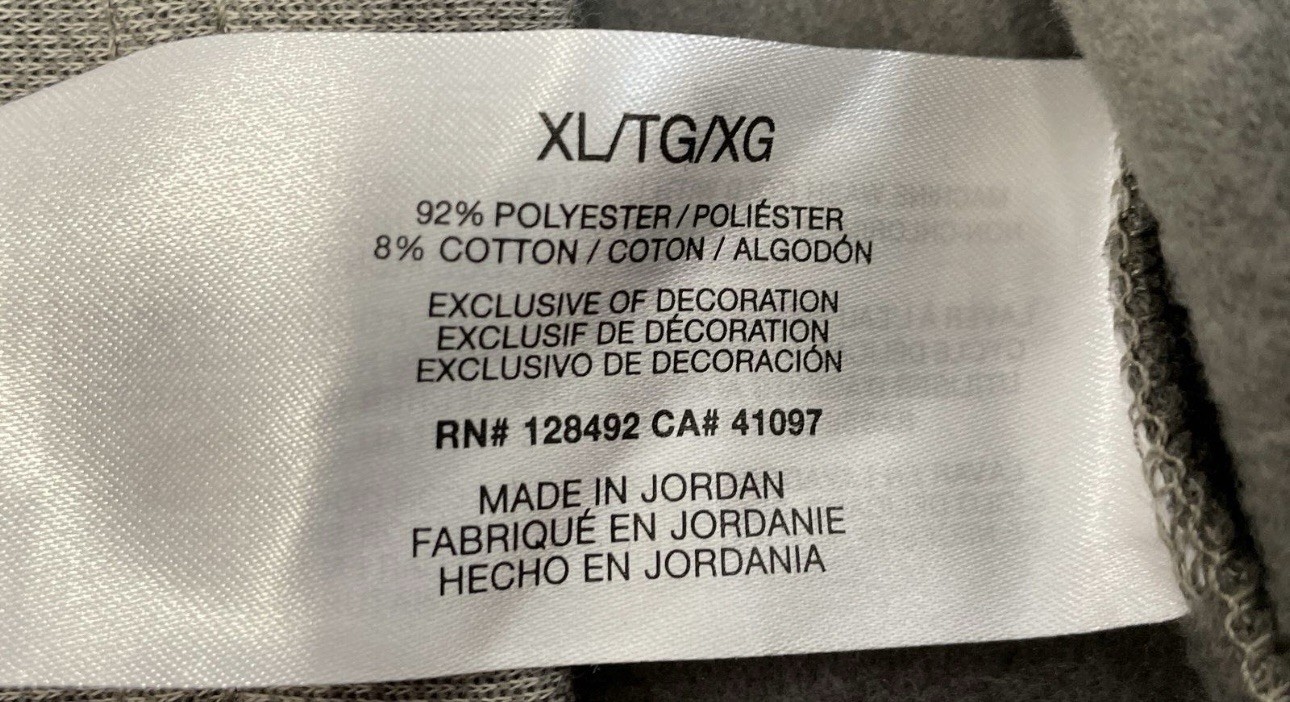 XL/TG/XG
92% POLYESTER/POLIÉSTER
8% COTTON / COTON / ALGODÓN
EXCLUSIVE OF DECORATION
EXCLUSIF DE DÉCORATION
EXCLUSIVO DE DECORACIÓN
RN# 128492 CA# 41097
MADE IN JORDAN
FABRIQUÉ EN JORDANIE
HECHO EN JORDANIA